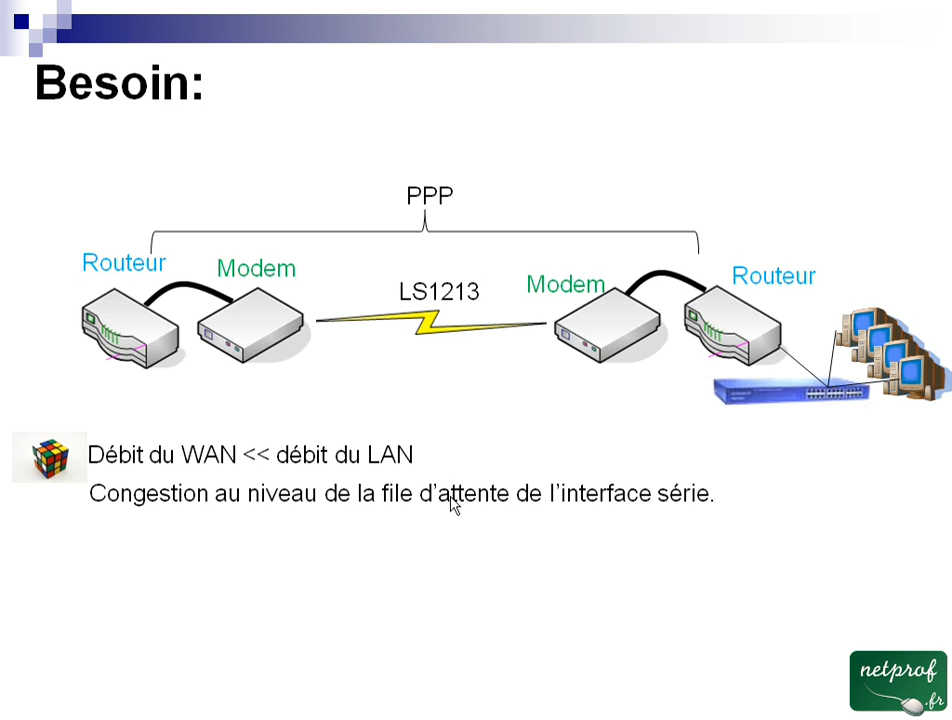 Besoin:
PPP
Routeur
Modem
LS1213
Modem
Routeur
Débit du WAN << débit du LAN
Congestion au niveau de la file d’attente de l’interface série.
netprof
.fr